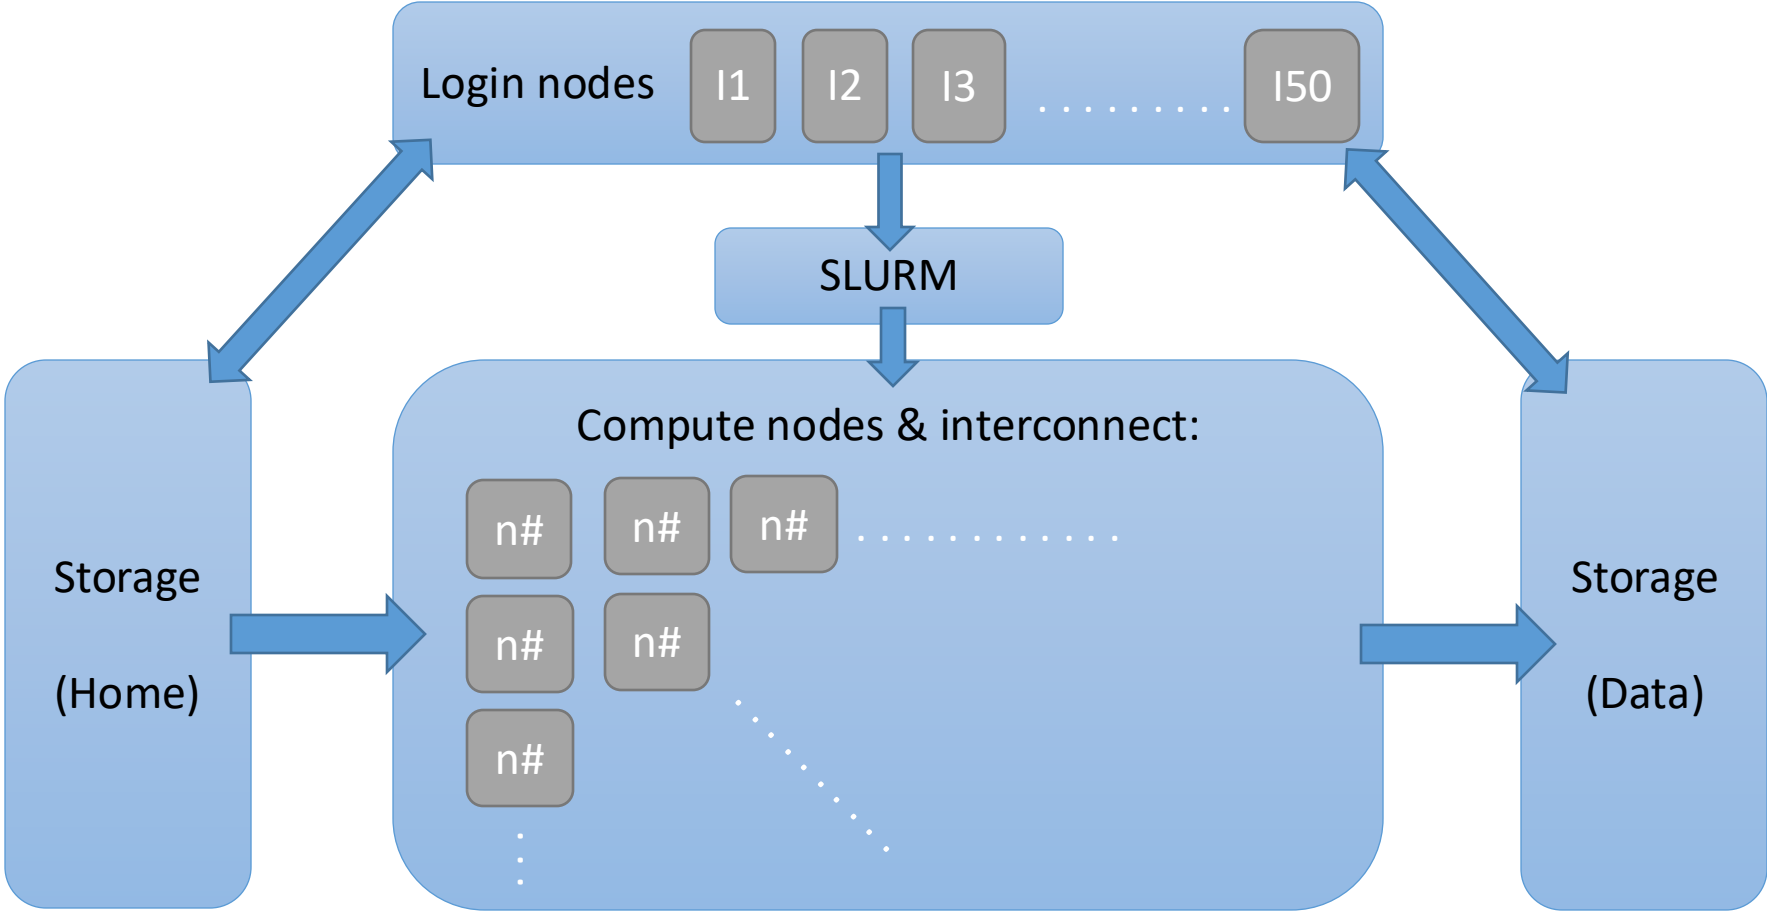 Login nodes l1 l2 l3 l50
SLURM
Compute nodes & interconnect:
n# n# n#
n# n#
n#
Storage
(Home)
Storage
(Data)